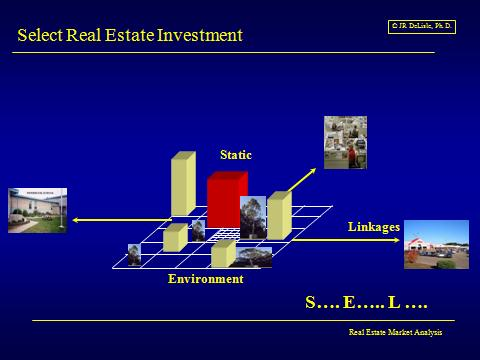 Select Real Estate Investment
© JR DeLisle, Ph.D.
Static
Linkages
Environment
S…. E….. L ….
Real Estate Market Analysis